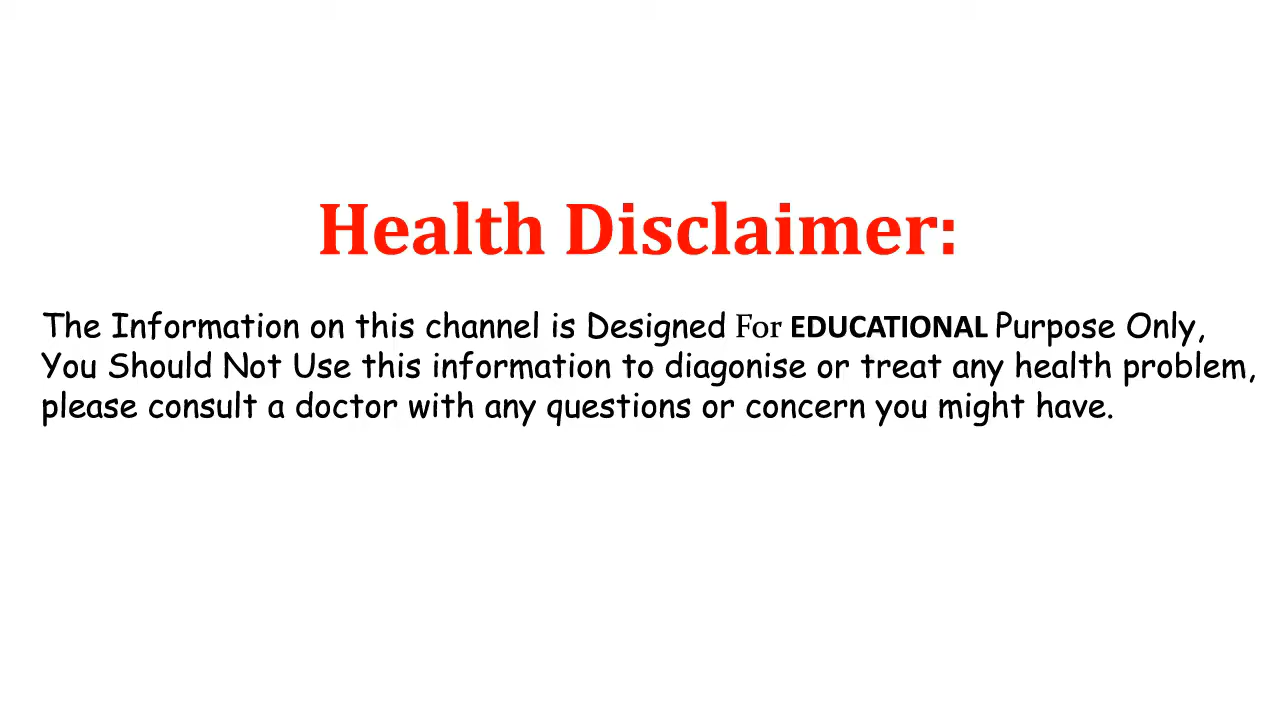 Health Disclaimer:
The Information on this channel is Designed For EDUCATIONAL Purpose Only,
You Should Not Use this information to diagonise or treat any health problem,
please consult a doctor with any questions or concern you might have.